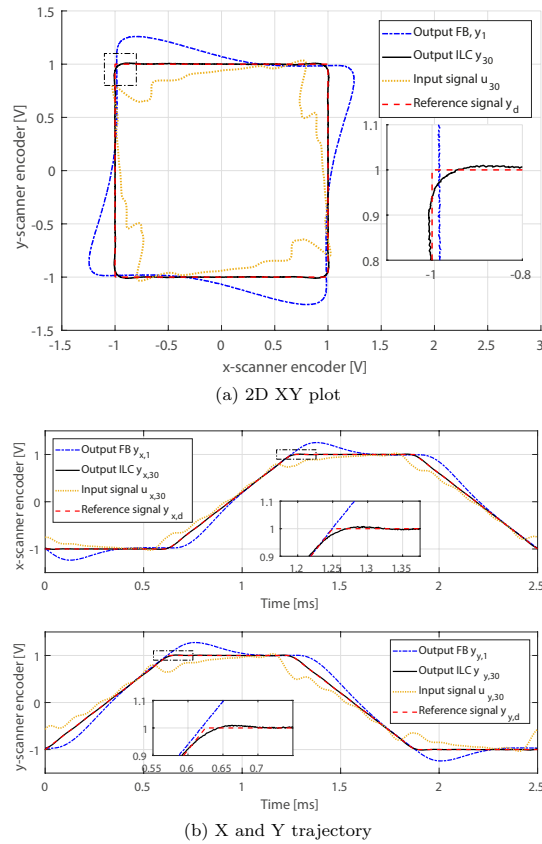 Output FB, y1
Output ILC y30
Input signal u30
Reference signal yd
1.5
1
0.5
0
-0.5
-1
-1.5
y-scanner encoder [V]
1.1
1
0.9
0.8
-1 -0.8
-1.5 -1 -0.5 0 0.5 1 1.5 2 2.5 3
x-scanner encoder [V]
(a) 2D XY plot
Output FB yx,1
Output ILC yx,30
Input signal ux,30
Reference signal yx,d
1
0
-1
x-scanner encoder [V]
1.1
1
0.9
1.2 1.25 1.3 1.35
0 0.5 1 1.5 2 2.5
Time [ms]
Output FB yy,1
Output ILC yy,30
Input signal uy,30
Reference signal yy,d
1
0
-1
y-scanner encoder [V]
1.1
1
0.9
0.55 0.6 0.65 0.7
0 0.5 1 1.5 2 2.5
Time [ms]
(b) X and Y trajectory